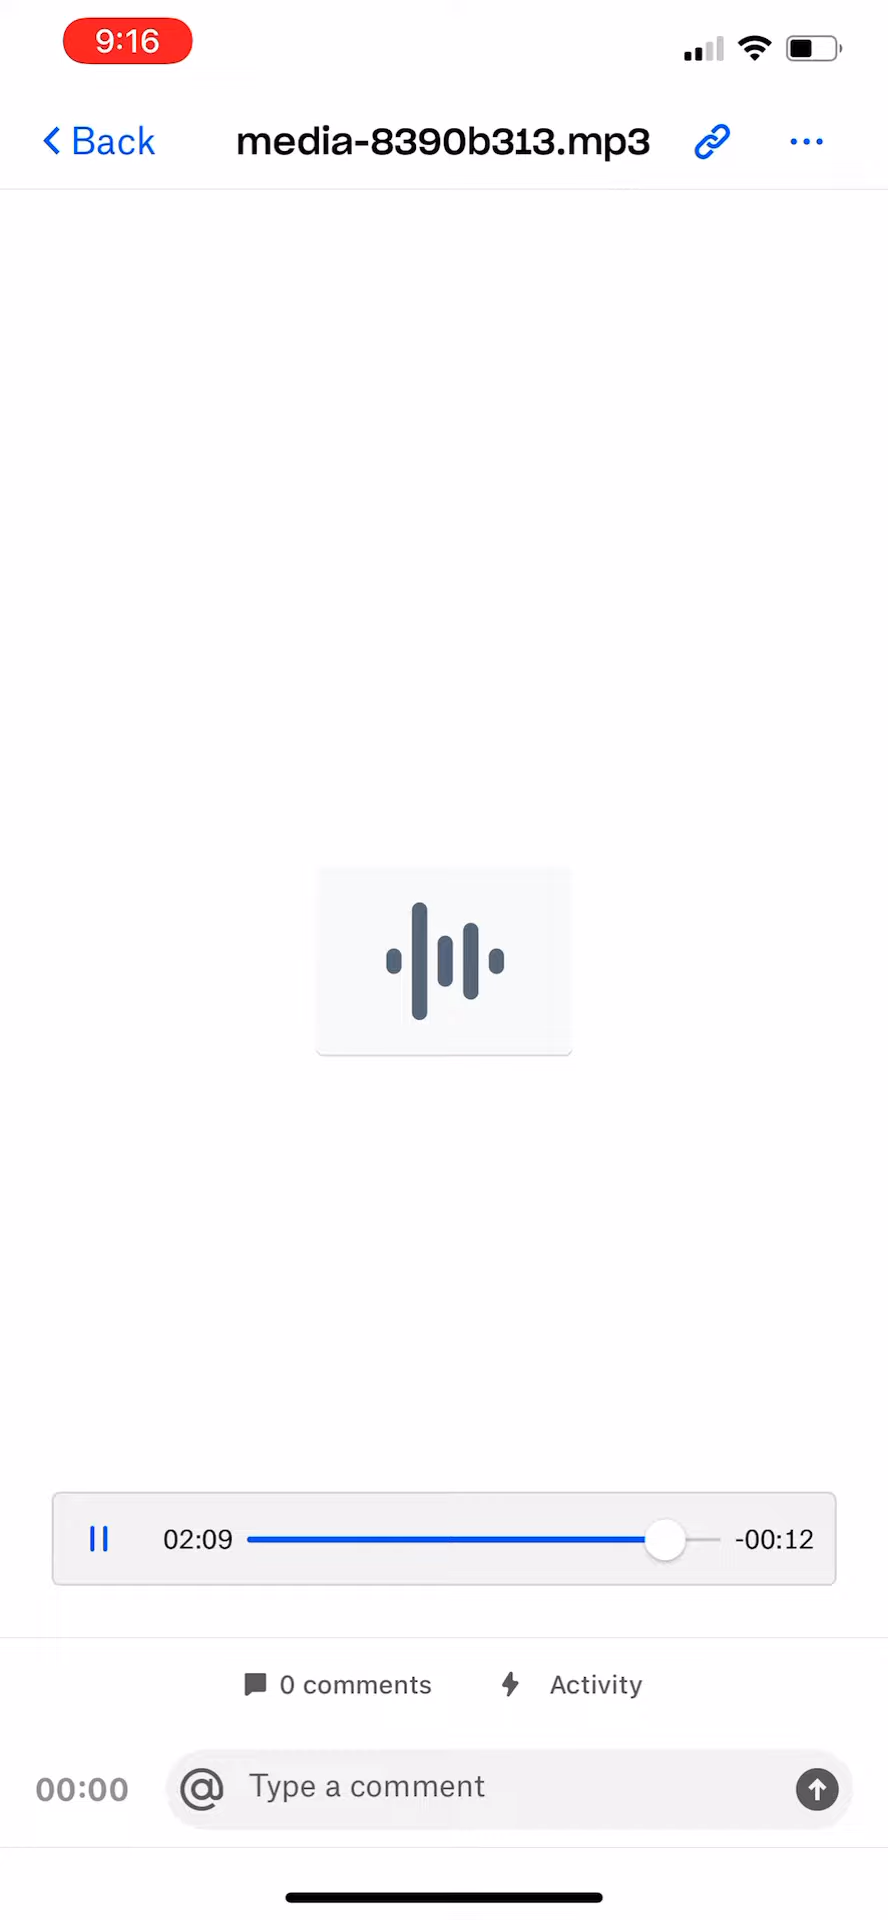 9:16
Back media-8390b313.mp3
02:09 -00:12
0 comments Activity
00:00 @ Type a comment